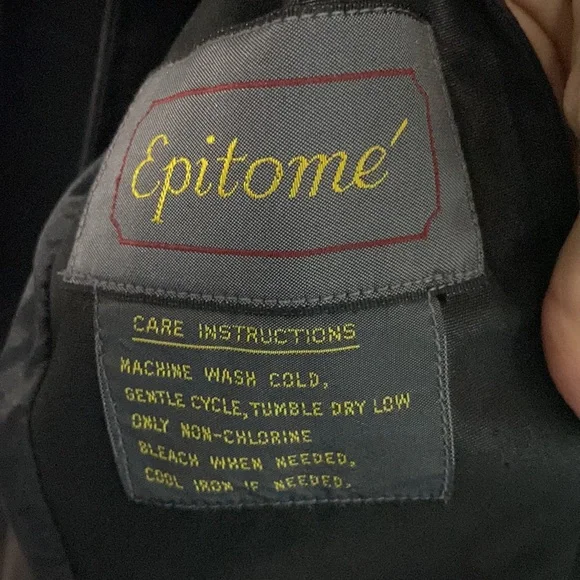 Epitomé
CARE INSTRUCTIONS
MACHINE WASH COLD,
GENTLE CYCLE, TUMBLE DRY LOW
ONLY NON-CHLORINE
BLEACH WHEN NEEDED.
COOL IRON IF NEEDED.